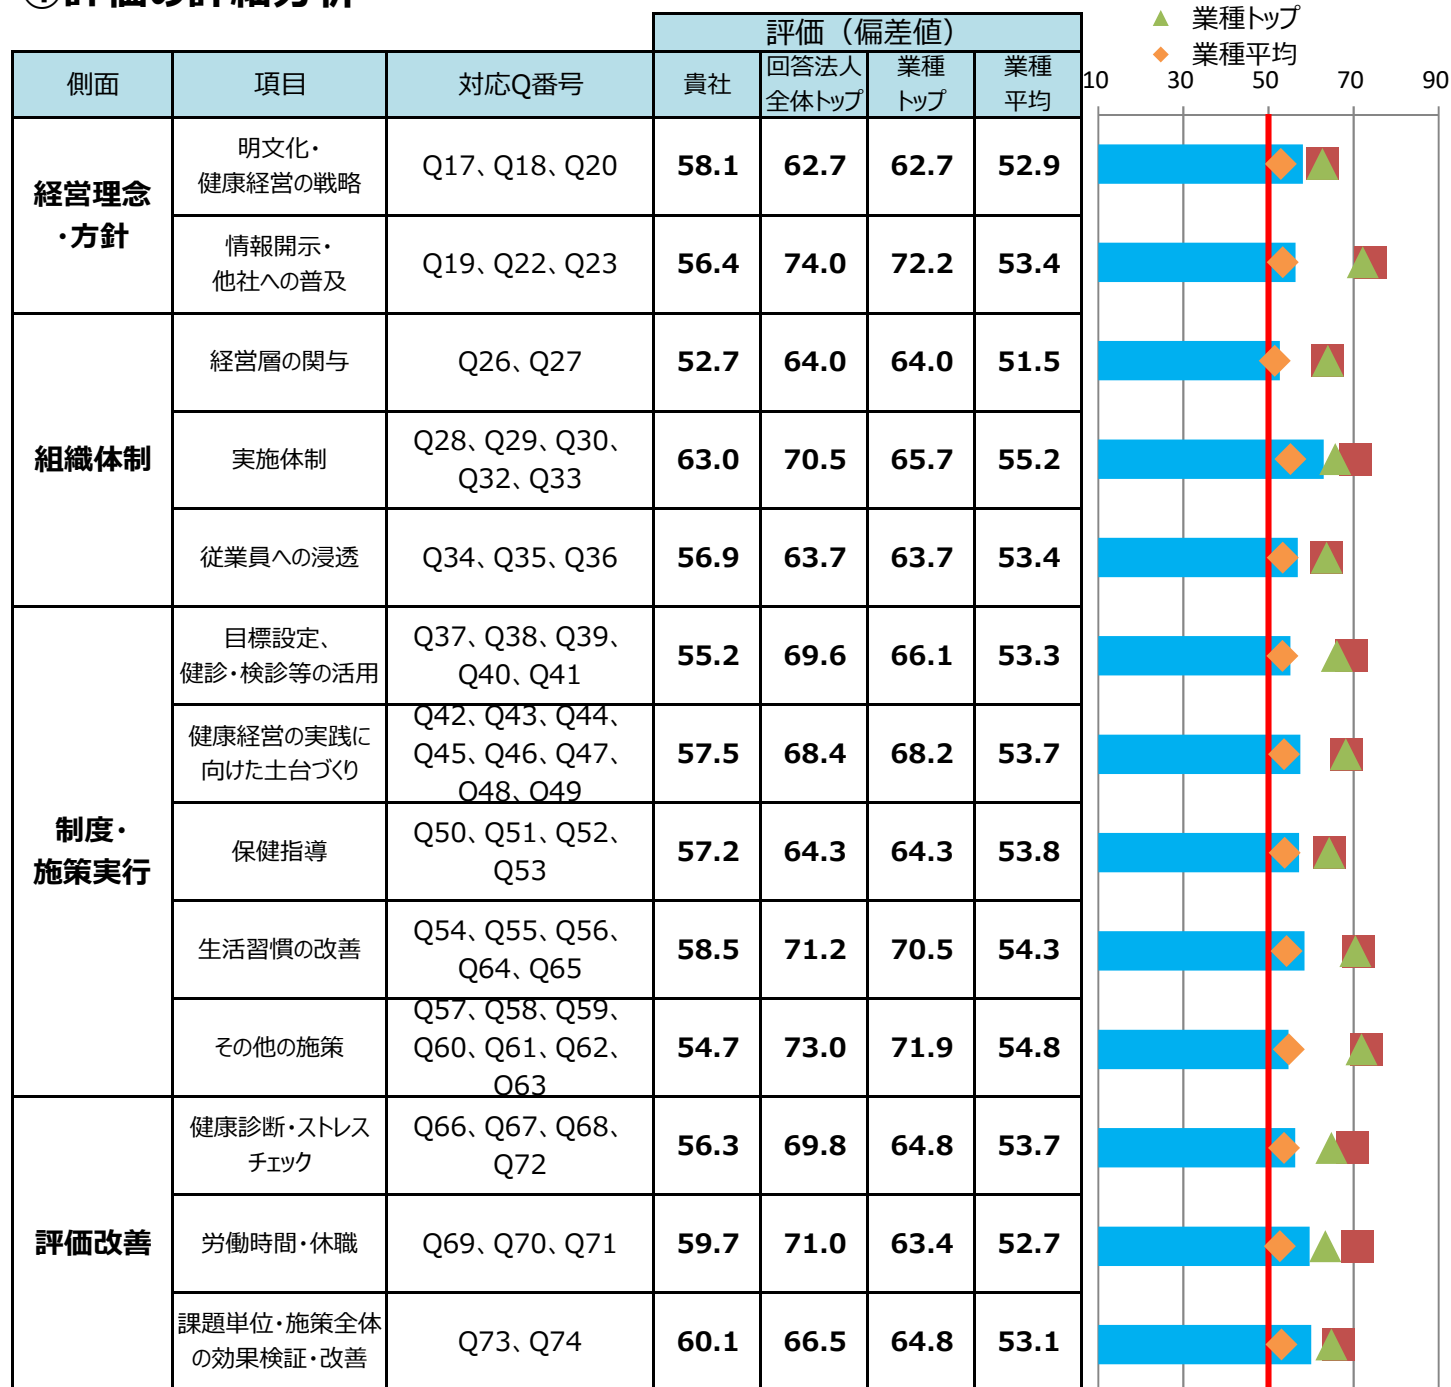 ①評価の詳細分析
▲ 業種トップ
◆ 業種平均
評価（偏差値）
側面 項目 対応Q番号 貴社 回答法人 業種 業種
全体トップ トップ 平均
10 30 50 70 90
経営理念
・方針
明文化・
健康経営の戦略
Q17、Q18、Q20 58.1 62.7 62.7 52.9
情報開示・
他社への普及
Q19、Q22、Q23 56.4 74.0 72.2 53.4
組織体制
経営層の関与 Q26、Q27 52.7 64.0 64.0 51.5
実施体制
Q28、Q29、Q30、
Q32、Q33
63.0 70.5 65.7 55.2
従業員への浸透 Q34、Q35、Q36 56.9 63.7 63.7 53.4
制度・
施策実行
目標設定、
健診・検診等の活用
Q37、Q38、Q39、
Q40、Q41
55.2 69.6 66.1 53.3
健康経営の実践に
向けた土台づくり
Q42、Q43、Q44、
Q45、Q46、Q47、
Q48、Q49
57.5 68.4 68.2 53.7
保健指導
Q50、Q51、Q52、
Q53
57.2 64.3 64.3 53.8
生活習慣の改善
Q54、Q55、Q56、
Q64、Q65
58.5 71.2 70.5 54.3
その他の施策
Q57、Q58、Q59、
Q60、Q61、Q62、
Q63
54.7 73.0 71.9 54.8
評価改善
健康診断・ストレス
チェック
Q66、Q67、Q68、
Q72
56.3 69.8 64.8 53.7
労働時間・休職 Q69、Q70、Q71 59.7 71.0 63.4 52.7
課題単位・施策全体
の効果検証・改善
Q73、Q74 60.1 66.5 64.8 53.1